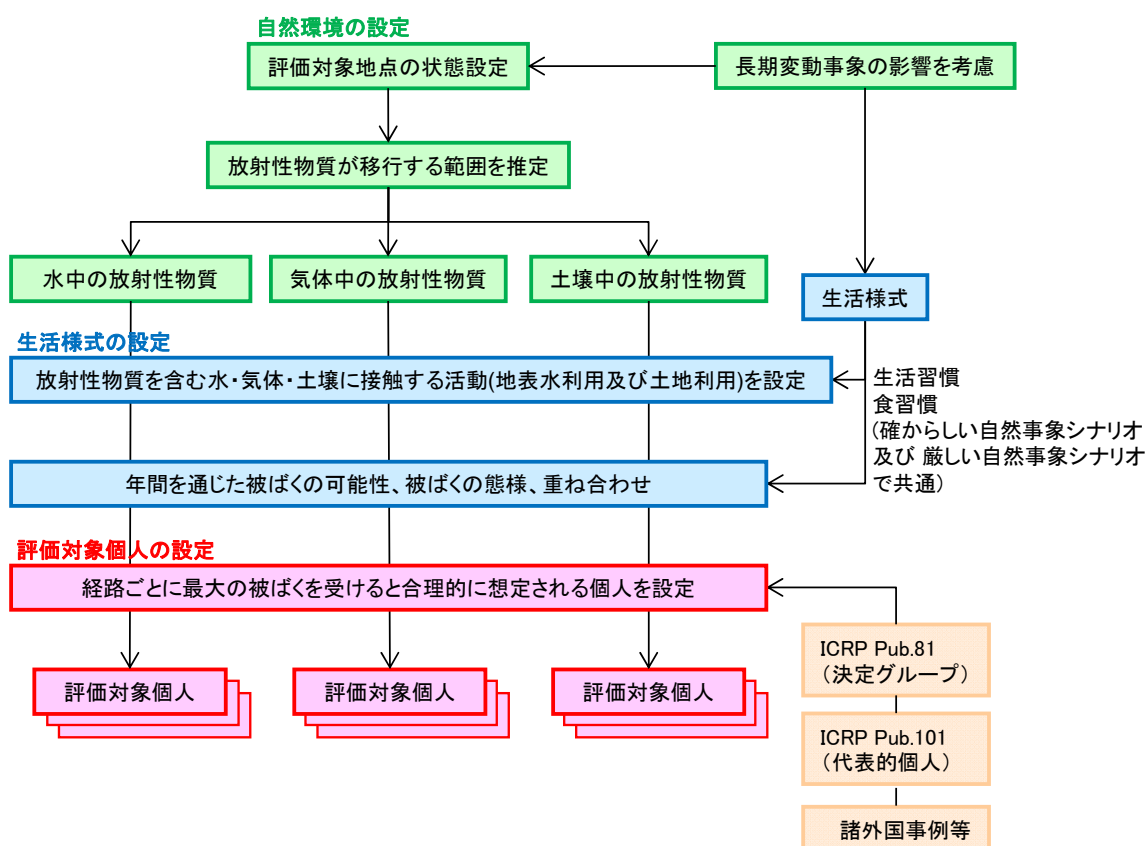 自然環境の設定
評価対象地点の状態設定
長期変動事象の影響を考慮
放射性物質が移行する範囲を推定
水中の放射性物質
気体中の放射性物質
土壌中の放射性物質
生活様式
生活様式の設定
放射性物質を含む水・気体・土壌に接触する活動(地表水利用及び土地利用)を設定
生活習慣
食習慣
(確からしい自然事象シナリオ
及び 厳しい自然事象シナリオ
で共通)
年間を通じた被ばくの可能性、被ばくの態様、重ね合わせ
評価対象個人の設定
経路ごとに最大の被ばくを受けると合理的に想定される個人を設定
ICRP Pub.81
（決定グループ）
評価対象個人
評価対象個人
評価対象個人
ICRP Pub.101
（代表的個人）
諸外国事例等